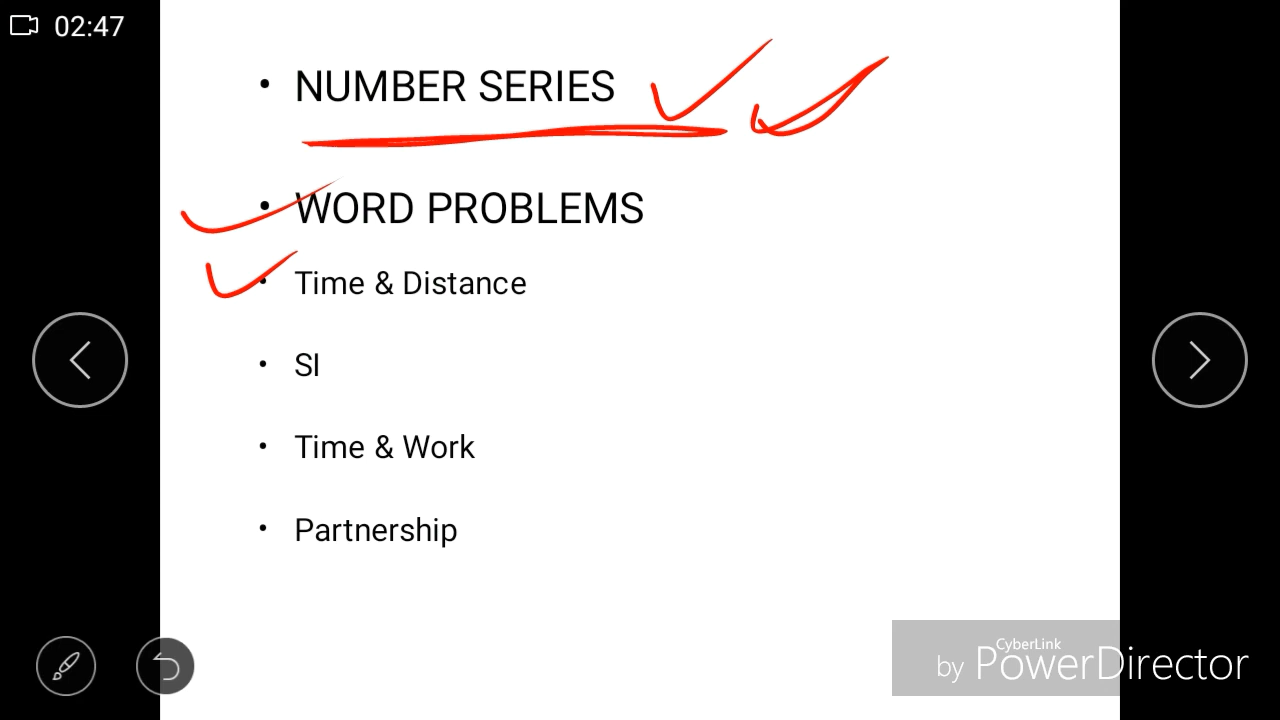 02:47
• NUMBER SERIES
• WORD PROBLEMS
• Time & Distance
• SI
• Time & Work
• Partnership
CyberLink
by PowerDirector